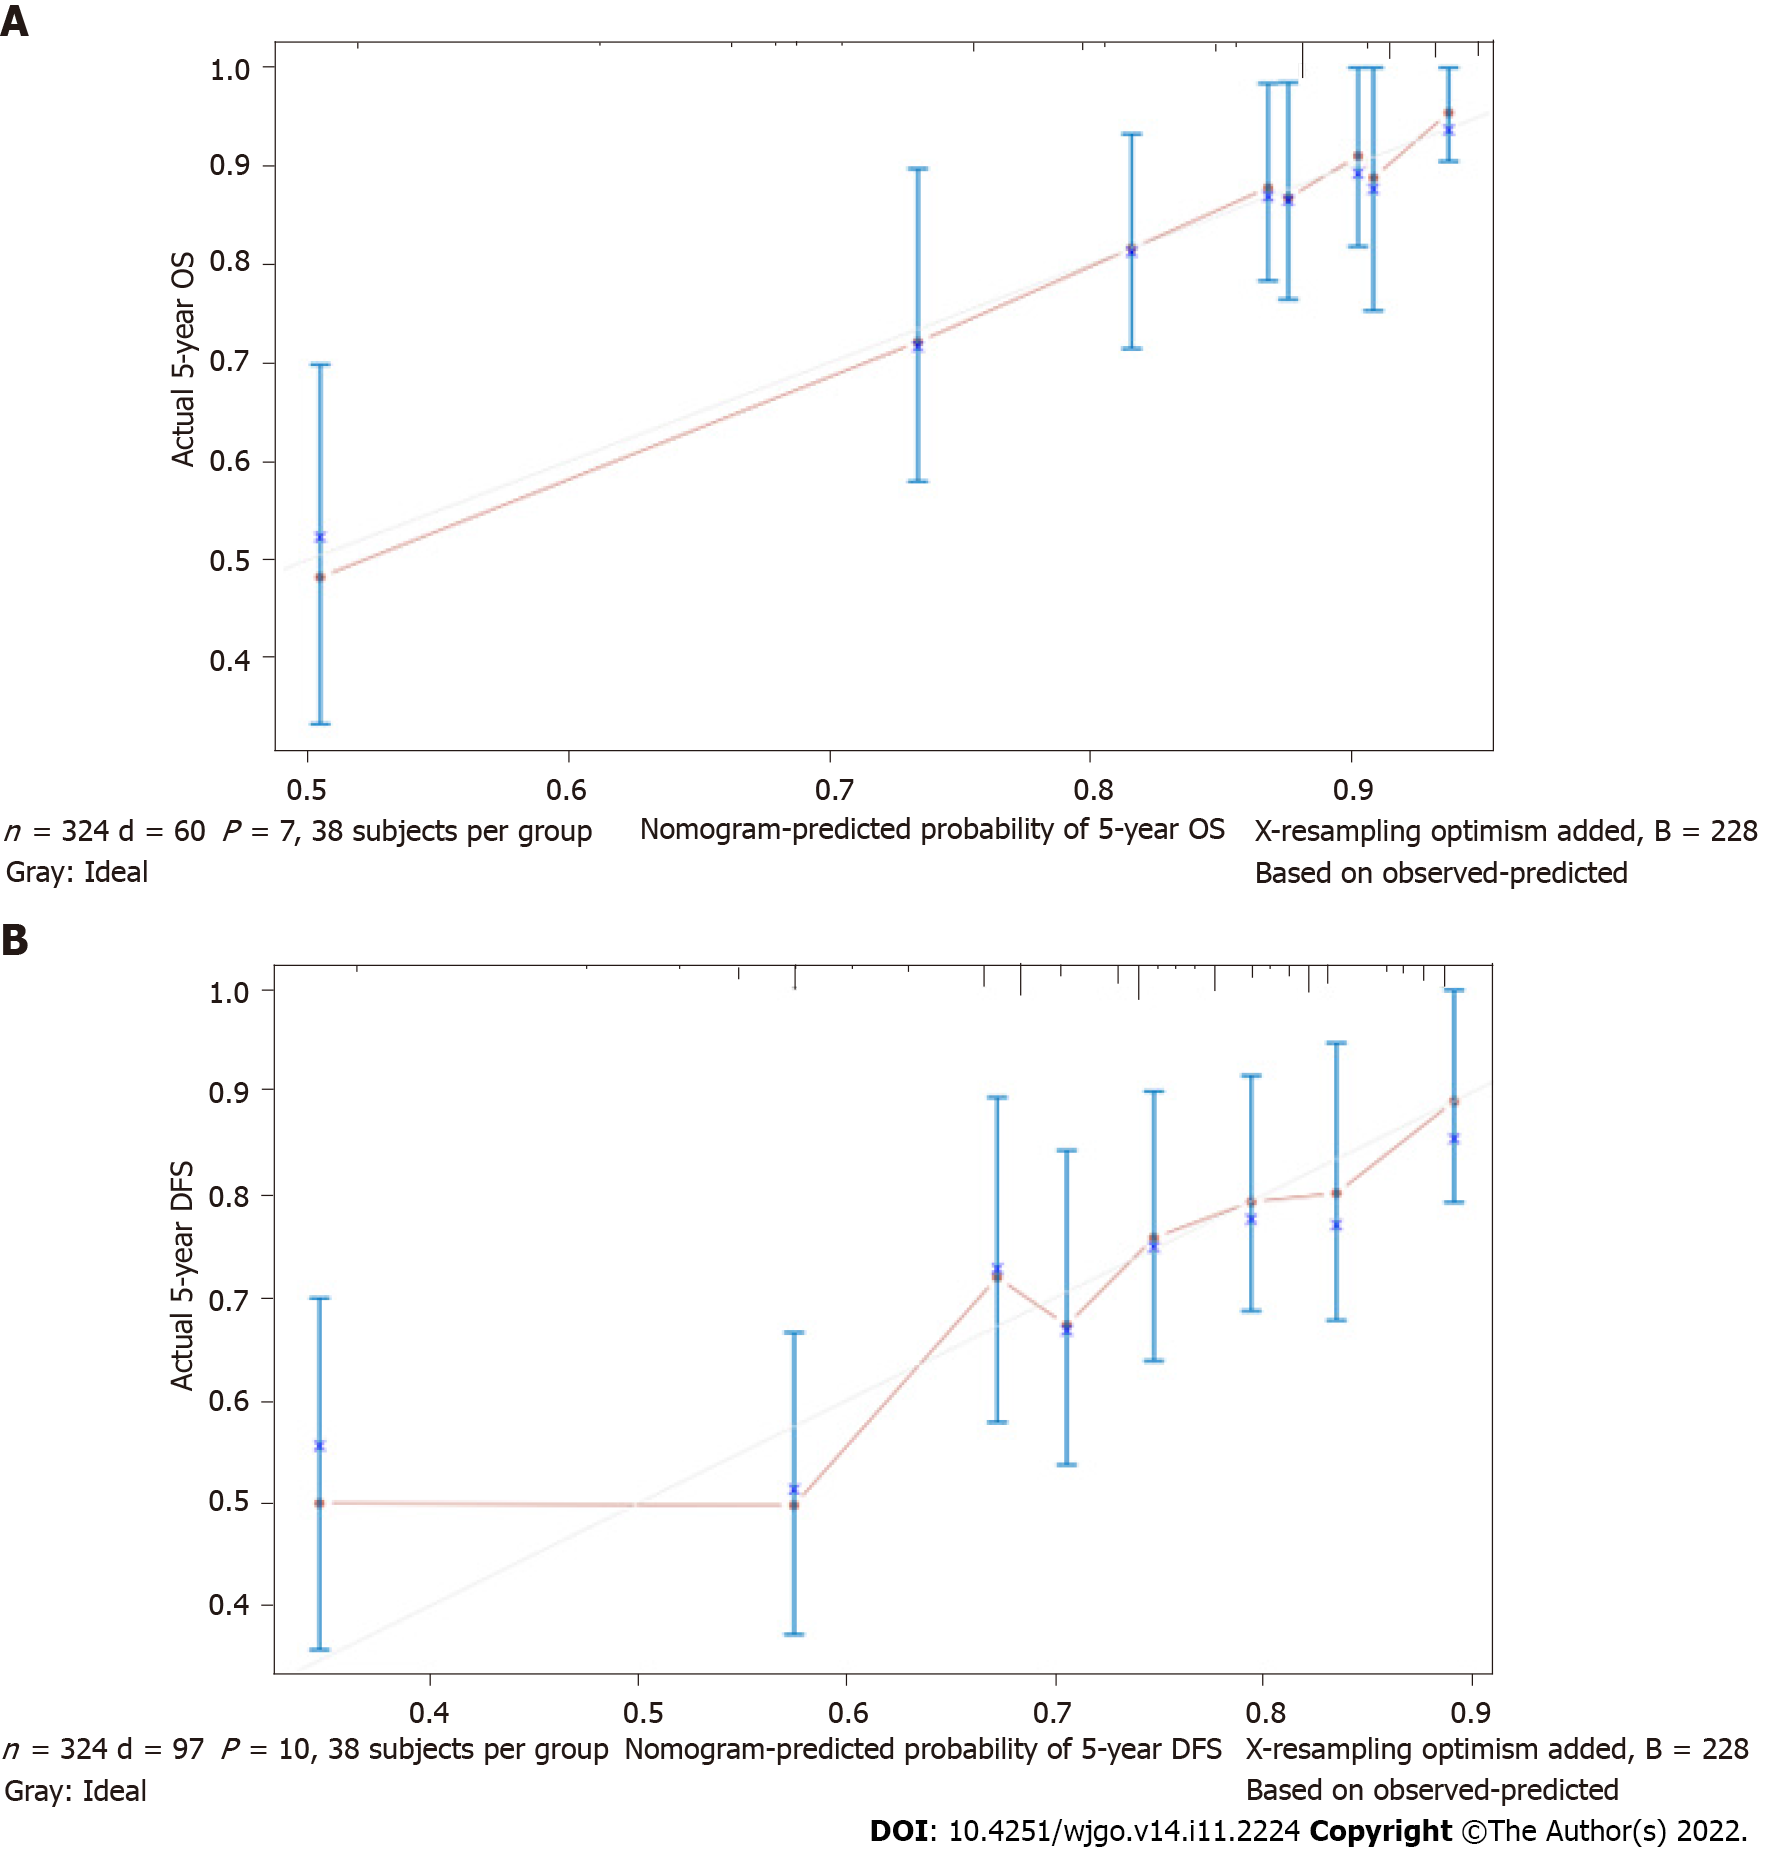 A
1.0
0.9
0.8
0.7
0.6
0.5
0.4
Actual 5-year OS
0.5 0.6 0.7 0.8 0.9
n = 324 d = 60 P = 7, 38 subjects per group Nomogram-predicted probability of 5-year OS X-resampling optimism added, B = 228
Gray: Ideal Based on observed-predicted
B
1.0
0.9
0.8
0.7
0.6
0.5
0.4
Actual 5-year DFS
0.4 0.5 0.6 0.7 0.8 0.9
n = 324 d = 97 P = 10, 38 subjects per group Nomogram-predicted probability of 5-year DFS X-resampling optimism added, B = 228
Gray: Ideal Based on observed-predicted
DOI: 10.4251/wjgo.v14.i11.2224 Copyright ©The Author(s) 2022.